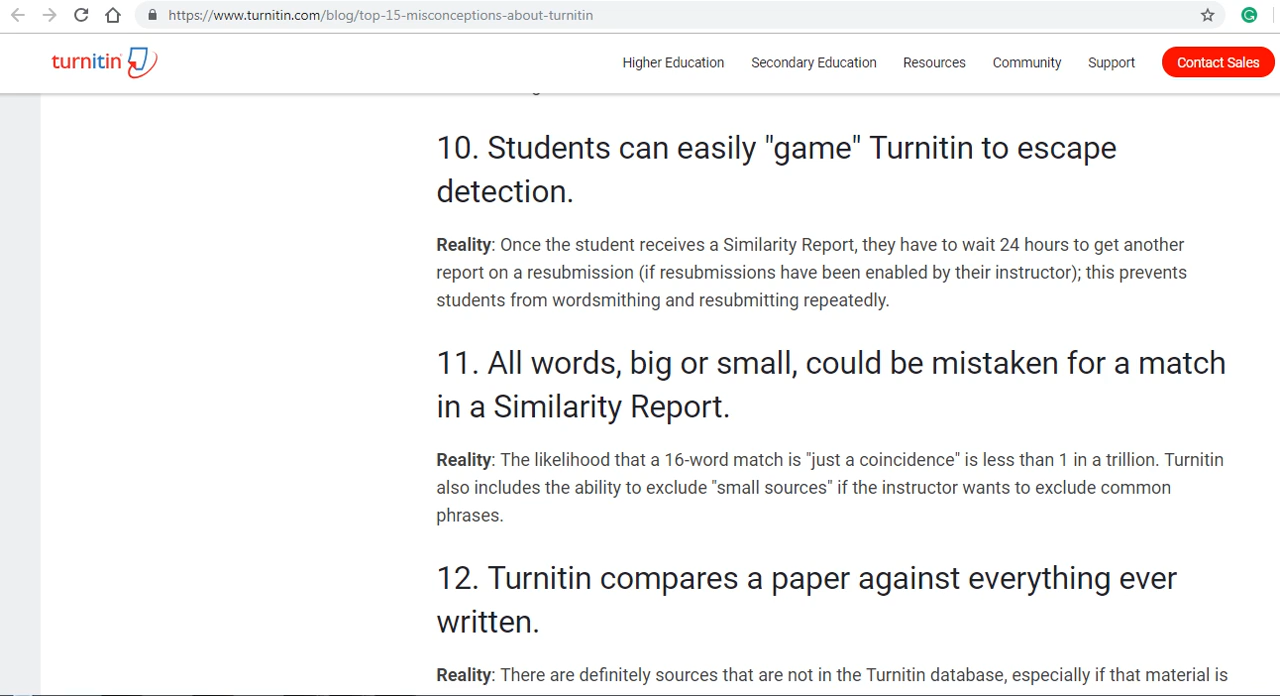 https://www.turnitin.com/blog/top-15-misconceptions-about-turnitin
turnitin
Higher Education Secondary Education Resources Community Support Contact Sales
10. Students can easily "game" Turnitin to escape
detection.
Reality: Once the student receives a Similarity Report, they have to wait 24 hours to get another
report on a resubmission (if resubmissions have been enabled by their instructor); this prevents
students from wordsmithing and resubmitting repeatedly.
11. All words, big or small, could be mistaken for a match
in a Similarity Report.
Reality: The likelihood that a 16-word match is "just a coincidence" is less than 1 in a trillion. Turnitin
also includes the ability to exclude "small sources" if the instructor wants to exclude common
phrases.
12. Turnitin compares a paper against everything ever
written.
Reality: There are definitely sources that are not in the Turnitin database, especially if that material is